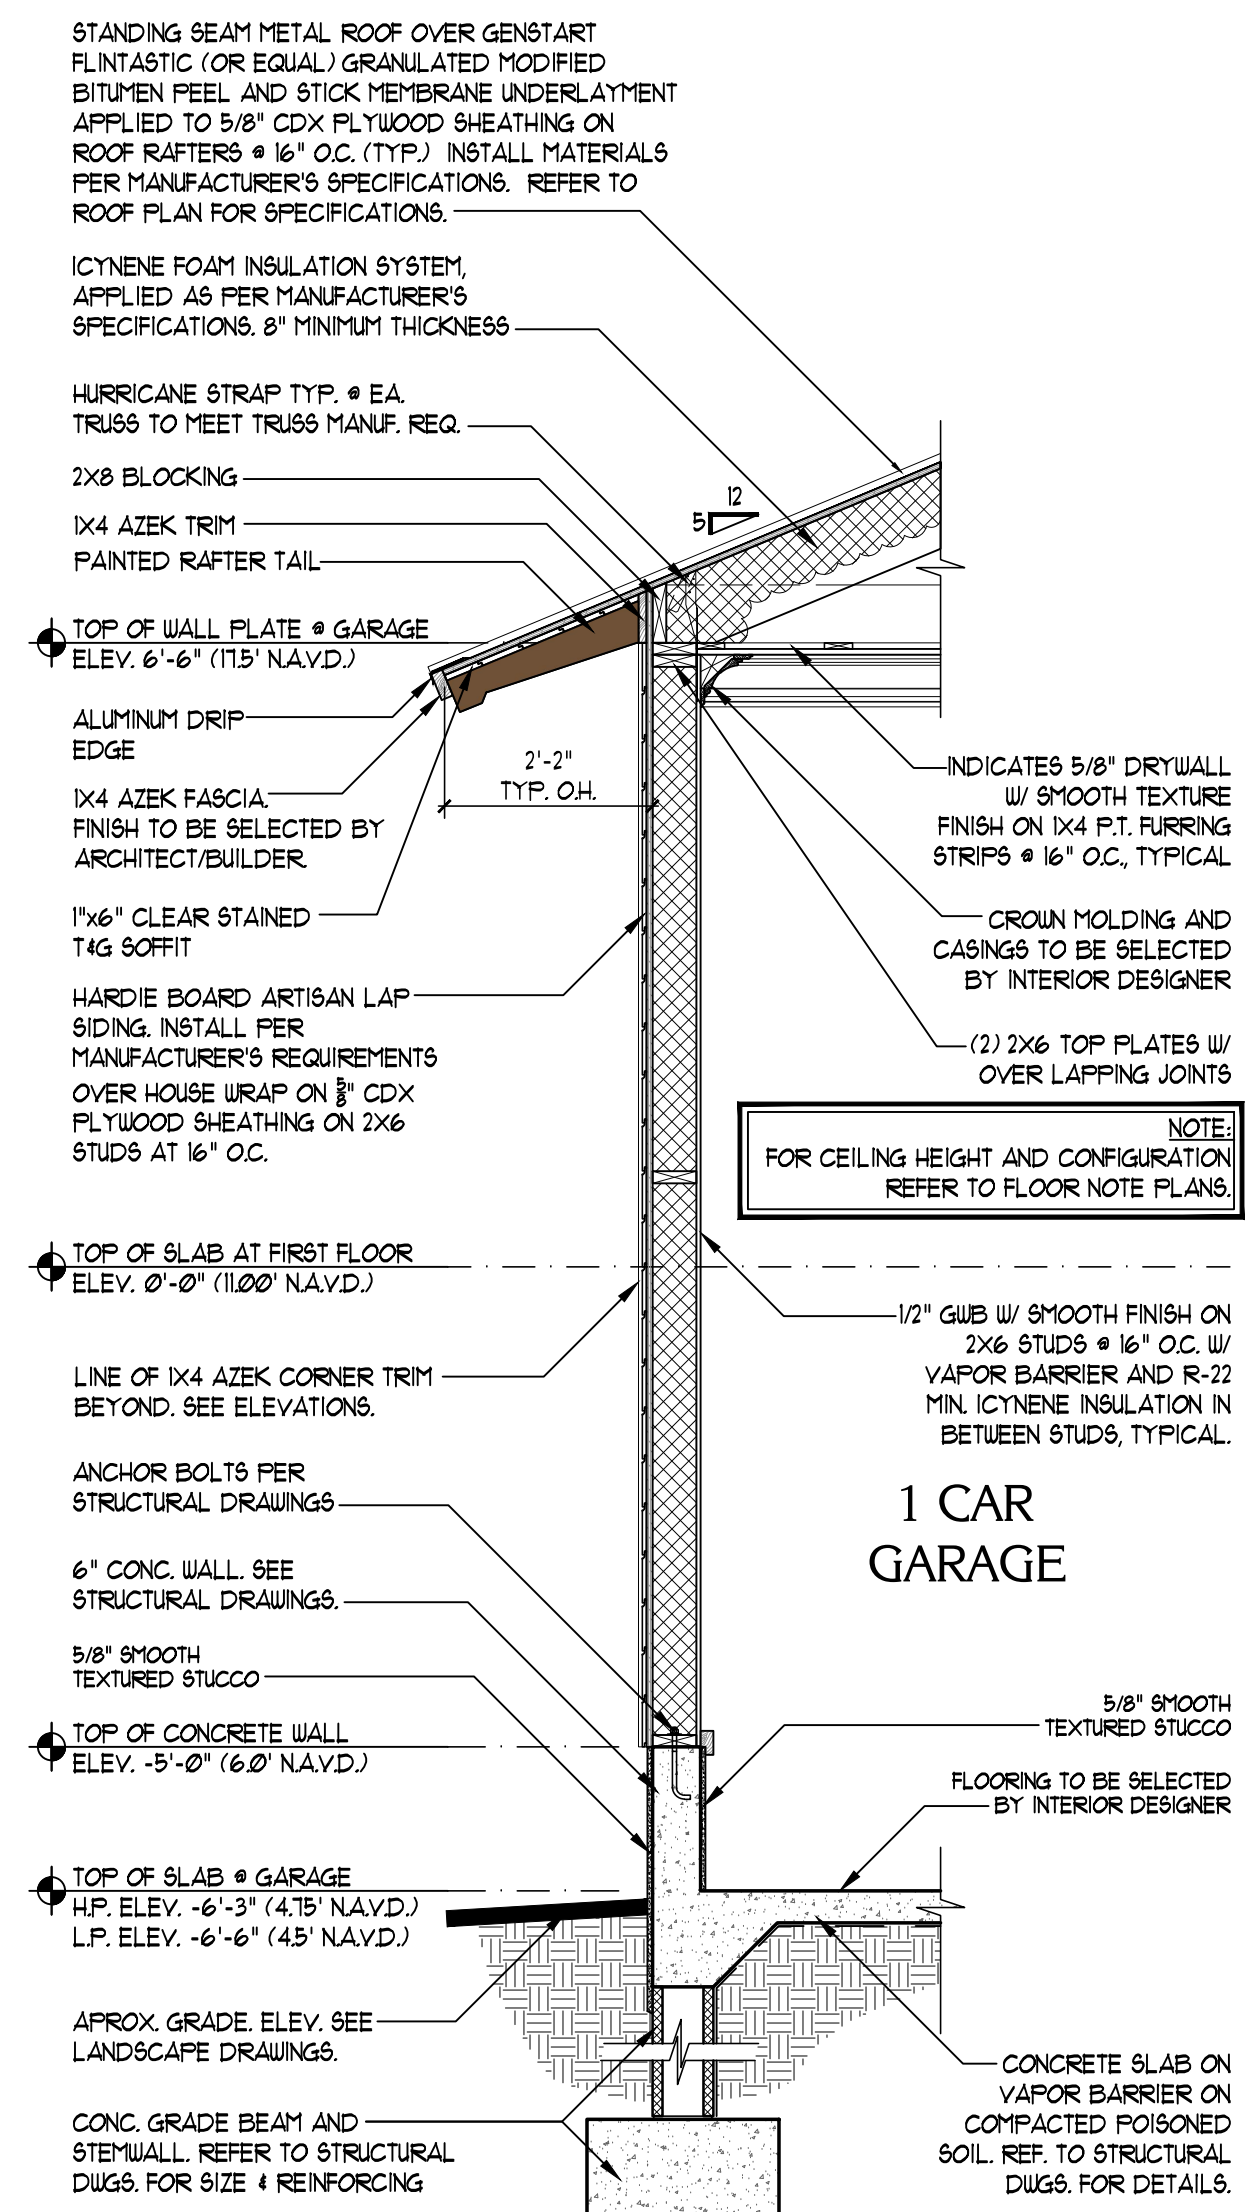 STANDING SEAM METAL ROOF OVER GENSTART
FLINTASTIC (OR EQUAL) GRANULATED MODIFIED
BITUMEN PEEL AND STICK MEMBRANE UNDERLAYMENT
APPLIED TO 5/8" CDX PLYWOOD SHEATHING ON
ROOF RAFTERS @ 16" O.C. (TYP.) INSTALL MATERIALS
PER MANUFACTURER'S SPECIFICATIONS. REFER TO
ROOF PLAN FOR SPECIFICATIONS.
ICYNENE FOAM INSULATION SYSTEM,
APPLIED AS PER MANUFACTURER'S
SPECIFICATIONS. 8" MINIMUM THICKNESS
HURRICANE STRAP TYP. @ EA.
TRUSS TO MEET TRUSS MANUF. REQ.
2X8 BLOCKING
1X4 AZEK TRIM
PAINTED RAFTER TAIL
12
5
TOP OF WALL PLATE @ GARAGE
ELEV. 6'-6" (17.5' N.A.V.D.)
ALUMINUM DRIP
EDGE
1X4 AZEK FASCIA.
FINISH TO BE SELECTED BY
ARCHITECT/BUILDER.
2'-2"
TYP. O.H.
1"x6" CLEAR STAINED
T&G SOFFIT
HARDIE BOARD ARTISAN LAP
SIDING. INSTALL PER
MANUFACTURER'S REQUIREMENTS
OVER HOUSE WRAP ON 5/8" CDX
PLYWOOD SHEATHING ON 2X6
STUDS AT 16" O.C.
INDICATES 5/8" DRYWALL
W/ SMOOTH TEXTURE
FINISH ON 1X4 P.T. FURRING
STRIPS @ 16" O.C., TYPICAL
CROWN MOLDING AND
CASINGS TO BE SELECTED
BY INTERIOR DESIGNER
(2) 2X6 TOP PLATES W/
OVER LAPPING JOINTS
NOTE:
FOR CEILING HEIGHT AND CONFIGURATION
REFER TO FLOOR NOTE PLANS.
TOP OF SLAB AT FIRST FLOOR
ELEV. 0'-0" (11.00' N.A.V.D.)
LINE OF 1X4 AZEK CORNER TRIM
BEYOND. SEE ELEVATIONS.
1/2" GWB W/ SMOOTH FINISH ON
2X6 STUDS @ 16" O.C. W/
VAPOR BARRIER AND R-22
MIN. ICYNENE INSULATION IN
BETWEEN STUDS, TYPICAL.
1 CAR
GARAGE
ANCHOR BOLTS PER
STRUCTURAL DRAWINGS
6" CONC. WALL. SEE
STRUCTURAL DRAWINGS.
5/8" SMOOTH
TEXTURED STUCCO
TOP OF CONCRETE WALL
ELEV. -5'-0" (6.0' N.A.V.D.)
5/8" SMOOTH
TEXTURED STUCCO
FLOORING TO BE SELECTED
BY INTERIOR DESIGNER
TOP OF SLAB @ GARAGE
H.P. ELEV. -6'-3" (4.75' N.A.V.D.)
L.P. ELEV. -6'-6" (4.5' N.A.V.D.)
APROX. GRADE. ELEV. SEE
LANDSCAPE DRAWINGS.
CONC. GRADE BEAM AND
STEMWALL. REFER TO STRUCTURAL
DWGS. FOR SIZE & REINFORCING
CONCRETE SLAB ON
VAPOR BARRIER ON
COMPACTED POISONED
SOIL. REF. TO STRUCTURAL
DWGS. FOR DETAILS.